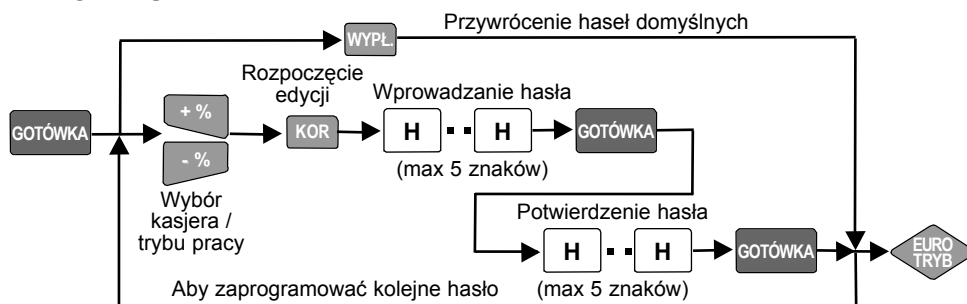 Przywrócenie haseł domyślnych
WYPŁ.
Rozpoczęcie
edycji
Wprowadzanie hasła
GOTÓWKA
+ %
- %
KOR
H ▪ ▪ H
GOTÓWKA
(max 5 znaków)
Wybór
kasjera /
trybu pracy
Potwierdzenie hasła
H ▪ ▪ H
GOTÓWKA
EURO
TRYB
(max 5 znaków)
Aby zaprogramować kolejne hasło